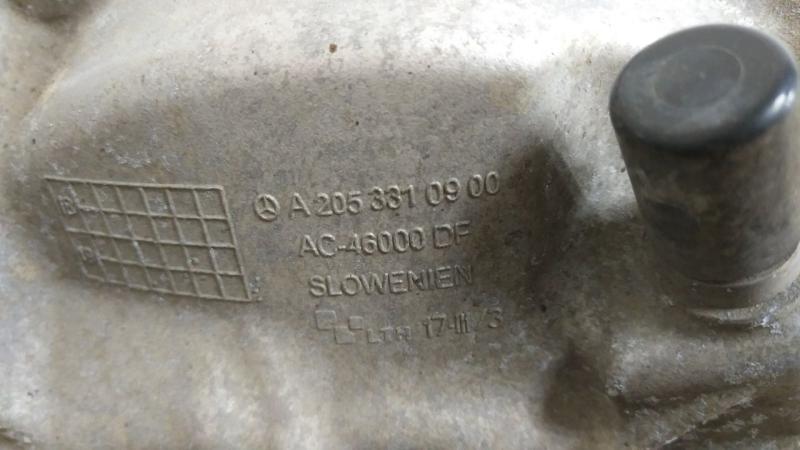 A 205 331 09 00
AC-46000 DF
SLOWENIEN
LTH 17-III/3